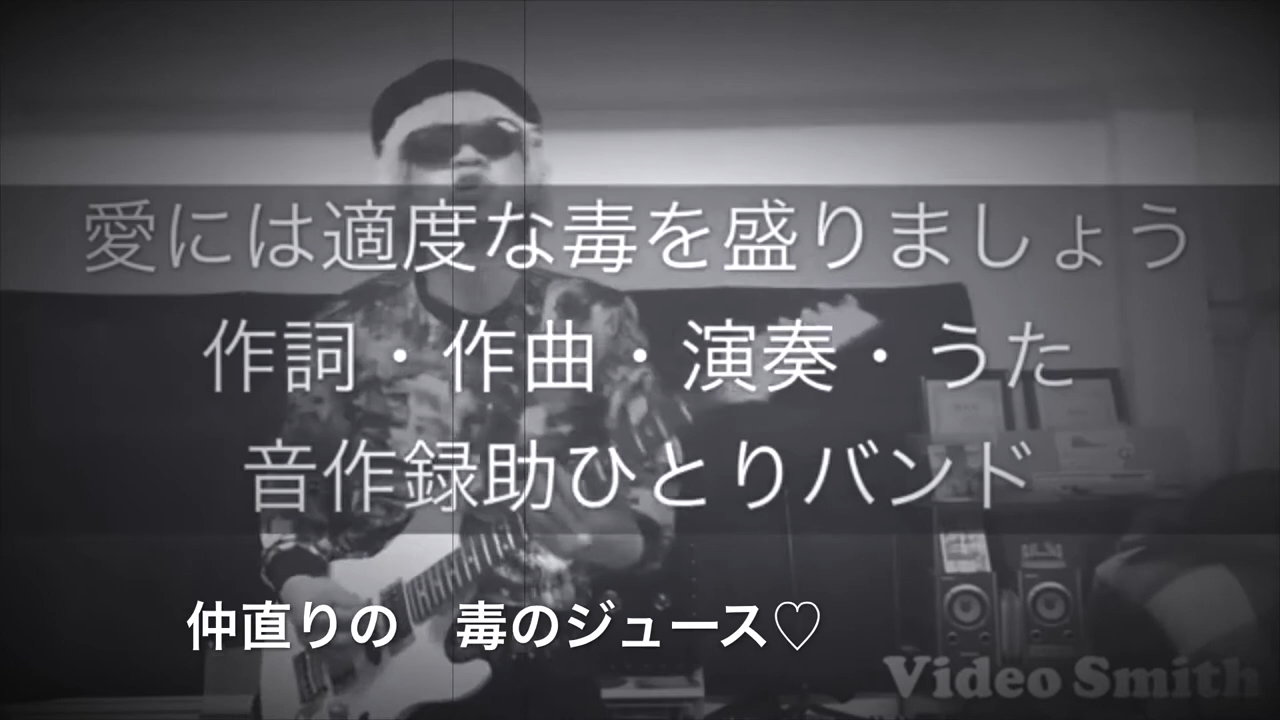 愛には適度な毒を盛りましょう
作詞・作曲・演奏・うた
音作録助ひとりバンド
仲直りの　毒のジュース♡
Video Smith